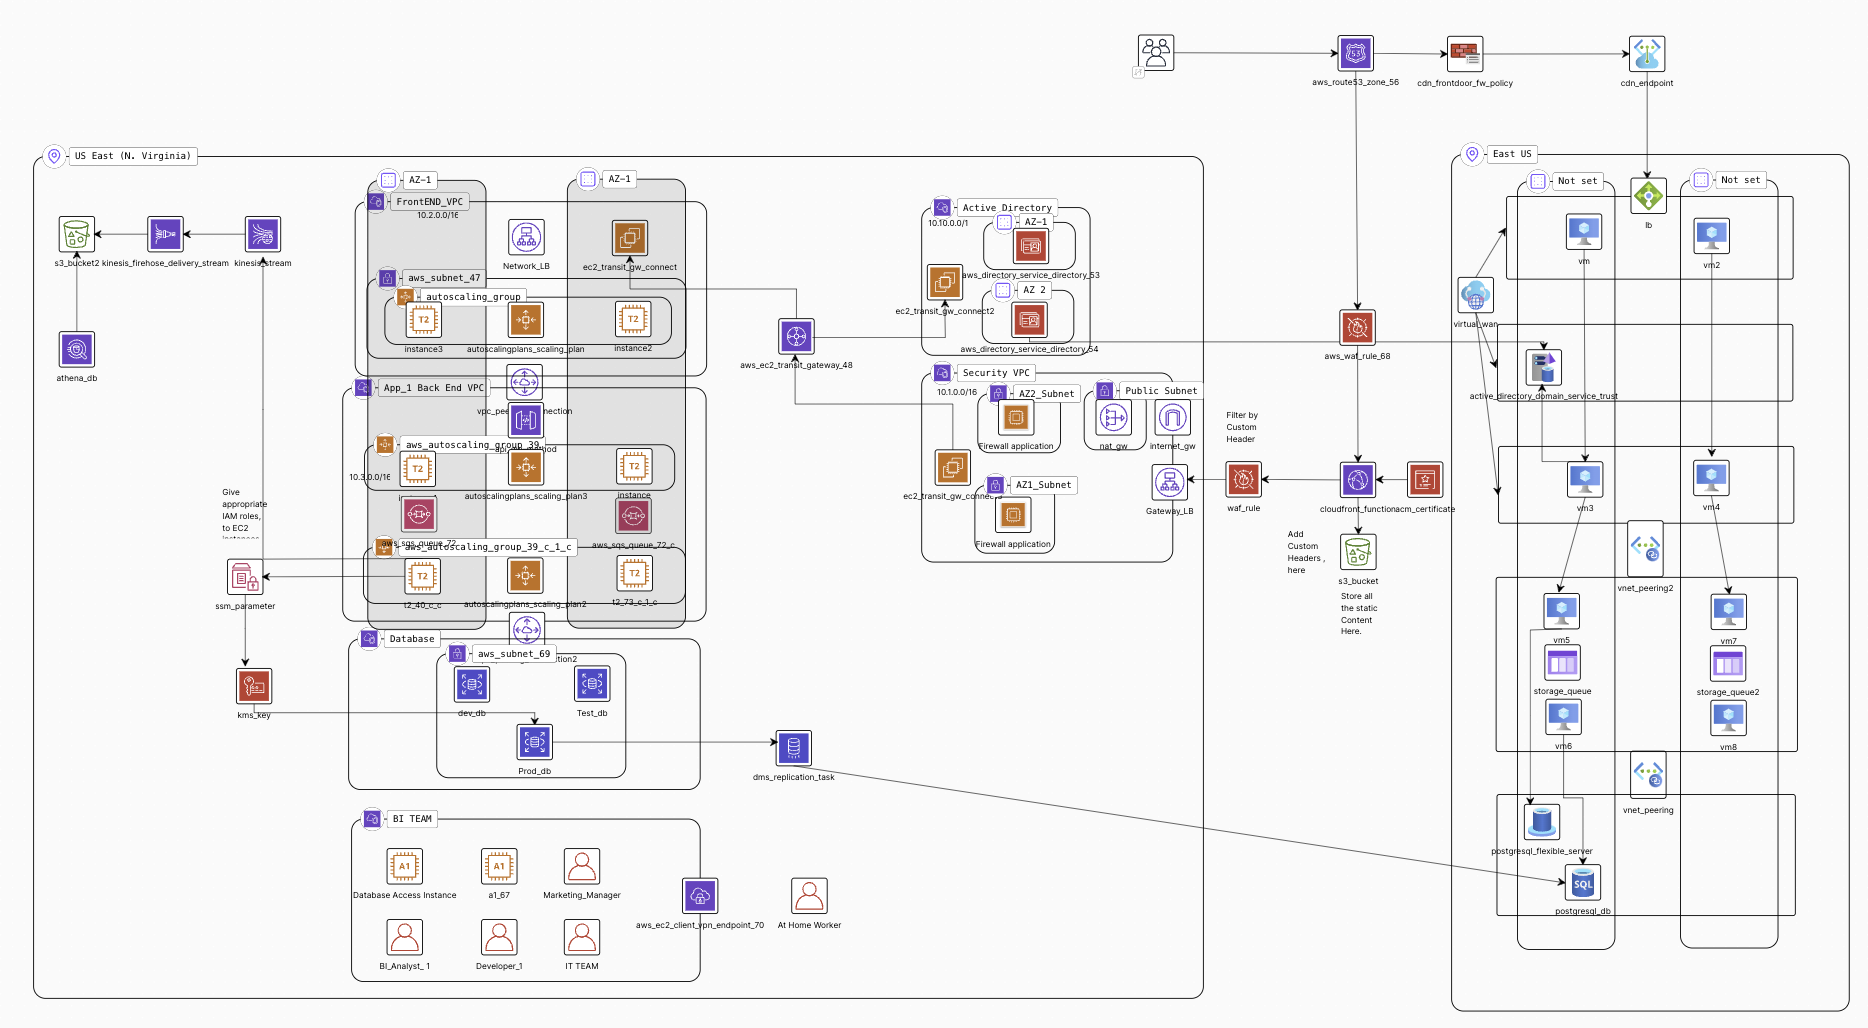 aws_route53_zone_56
cdn_frontdoor_fw_policy
cdn_endpoint
US East (N. Virginia)
East US
AZ-1
AZ-1
Not set
Not set
FrontEND_VPC
10.2.0.0/16
Active Directory
10.10.0.0/1
AZ-1
lb
s3_bucket2
kinesis_firehose_delivery_stream
kinesis_stream
Network_LB
ec2_transit_gw_connect
aws_directory_service_directory_53
vm
vm2
aws_subnet_47
autoscaling_group
AZ 2
ec2_transit_gw_connect2
virtual_wan
T2
T2
instance3
autoscalingplans_scaling_plan
instance2
aws_directory_service_directory_54
aws_waf_rule_68
aws_ec2_transit_gateway_48
athena_db
Security VPC
App_1 Back End VPC
10.1.0.0/16
AZ2_Subnet
Public Subnet
active_directory_domain_service_trust
vpc_pee
nection
Filter by
Custom
Header
aws_autoscaling_group_39
Firewall application
nat_gw
internet_gw
10.3.0.0/16
T2
T2
autoscalingplans_scaling_plan3
instance
Give
appropriate
IAM roles,
to EC2
AZ1_Subnet
Gateway_LB
waf_rule
cloudfront_function
acm_certificate
vm3
vm4
aws_sqs_queue_72
aws_sqs_queue_72_c
aws_autoscaling_group_39_c_1_c
Firewall application
Add
Custom
Headers ,
here
s3_bucket
Store all
the static
Content
Here.
vnet_peering2
T2
T2
ssm_parameter
t2_40_c_c
autoscalingplans_scaling_plan2
t2_73_c_1_c
Database
aws_subnet_69
tion2
vm5
vm7
storage_queue
storage_queue2
dev_db
Test_db
kms_key
vm6
vm8
Prod_db
dms_replication_task
vnet_peering
BI TEAM
postgresql_flexible_server
A1
A1
Database Access Instance
a1_67
Marketing_Manager
SQL
postgresql_db
aws_ec2_client_vpn_endpoint_70
At Home Worker
BI_Analyst_ 1
Developer_1
IT TEAM